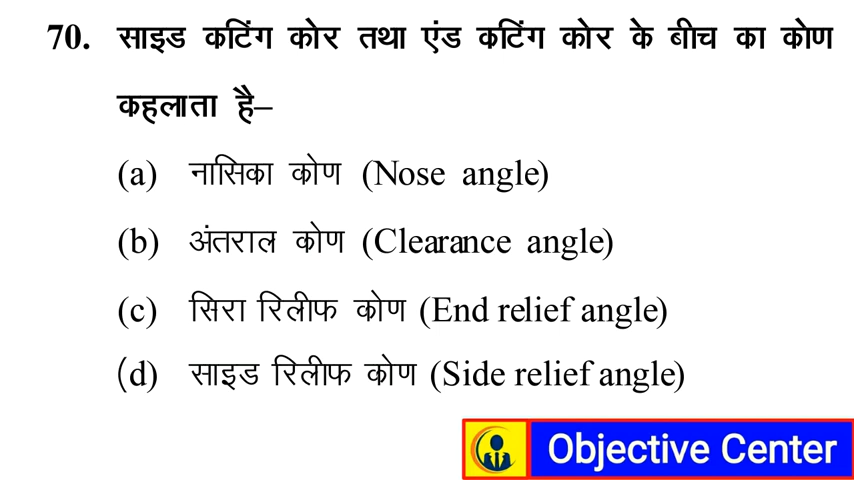 70. साइड कटिंग कोर तथा एंड कटिंग कोर के बीच का कोण
कहलाता है–
(a) नासिका कोण (Nose angle)
(b) अंतराल कोण (Clearance angle)
(c) सिरा रिलीफ कोण (End relief angle)
(d) साइड रिलीफ कोण (Side relief angle)
Objective Center